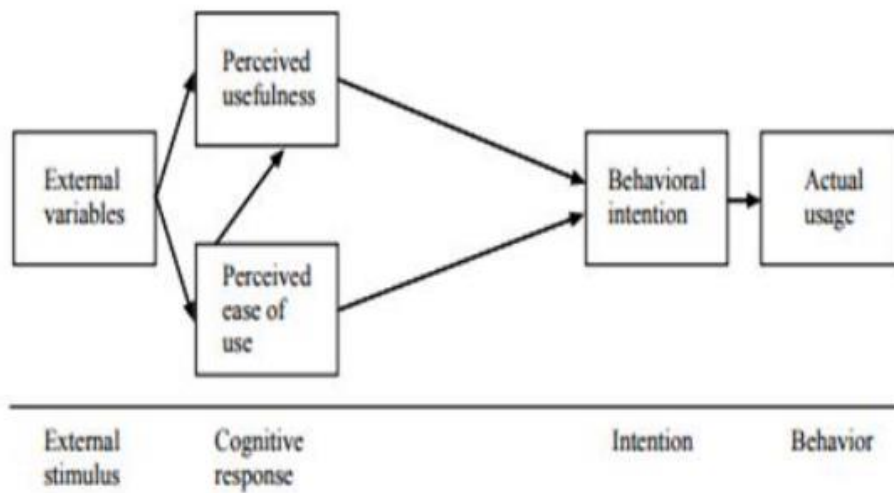 Perceived
usefulness
External
variables
Perceived
ease of
use
Behavioral
intention
Actual
usage
External
stimulus
Cognitive
response
Intention
Behavior